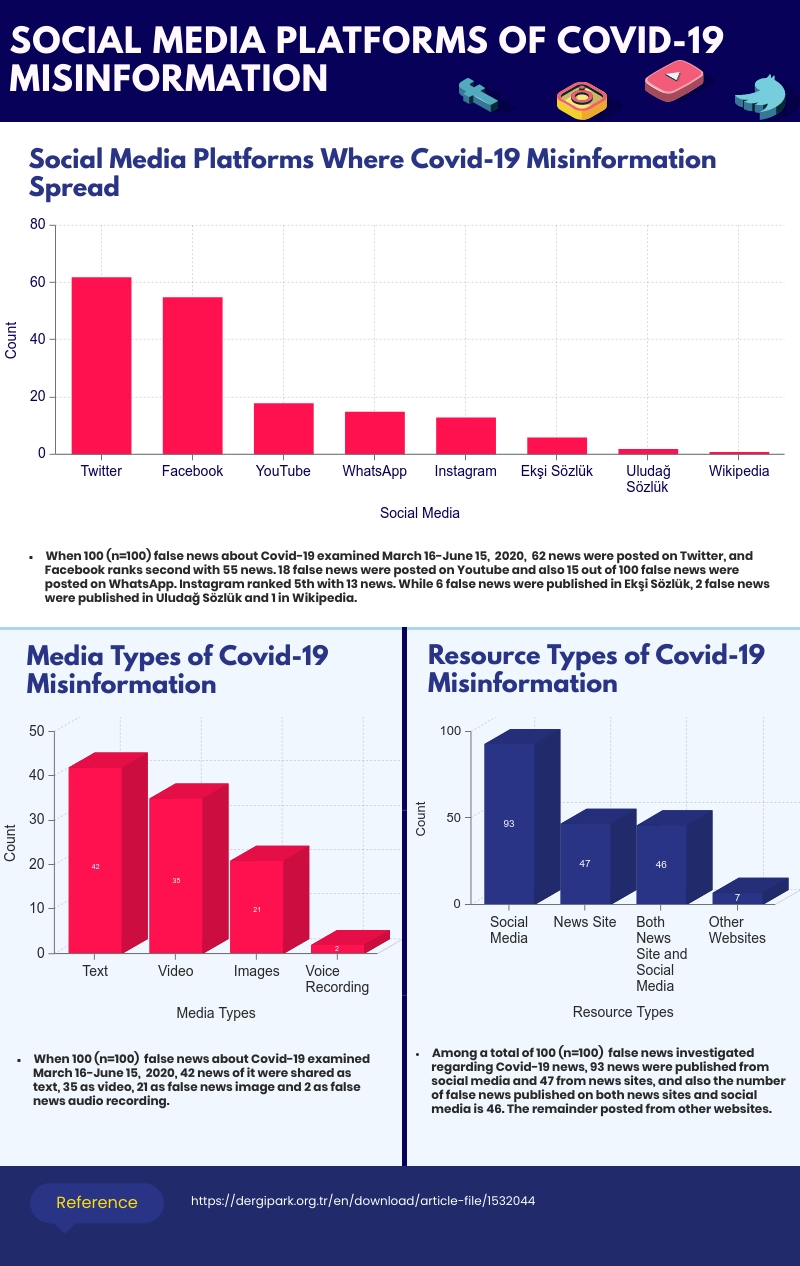 SOCIAL MEDIA PLATFORMS OF COVID-19
MISINFORMATION
Social Media Platforms Where Covid-19 Misinformation
Spread
80
60
40
20
0
Count
Twitter
Facebook
YouTube
WhatsApp
Instagram
Ekşi Sözlük
Uludağ
Sözlük
Wikipedia
Social Media
When 100 (n=100) false news about Covid-19 examined March 16-June 15, 2020, 62 news were posted on Twitter, and
Facebook ranks second with 55 news. 18 false news were posted on Youtube and also 15 out of 100 false news were
posted on WhatsApp. Instagram ranked 5th with 13 news. While 6 false news were published in Ekşi Sözlük, 2 false news
were published in Uludağ Sözlük and 1 in Wikipedia.
Media Types of Covid-19
Misinformation
50
40
30
20
10
0
Count
42
35
21
2
Text
Video
Images
Voice
Recording
Media Types
When 100 (n=100) false news about Covid-19 examined
March 16-June 15, 2020, 42 news of it were shared as
text, 35 as video, 21 as false news image and 2 as false
news audio recording.
Resource Types of Covid-19
Misinformation
100
50
0
Count
93
47
46
7
Social
Media
News Site
Both
News
Site and
Social
Media
Other
Websites
Resource Types
Among a total of 100 (n=100) false news investigated
regarding Covid-19 news, 93 news were published from
social media and 47 from news sites, and also the number
of false news published on both news sites and social
media is 46. The remainder posted from other websites.
Reference
https://dergipark.org.tr/en/download/article-file/1532044